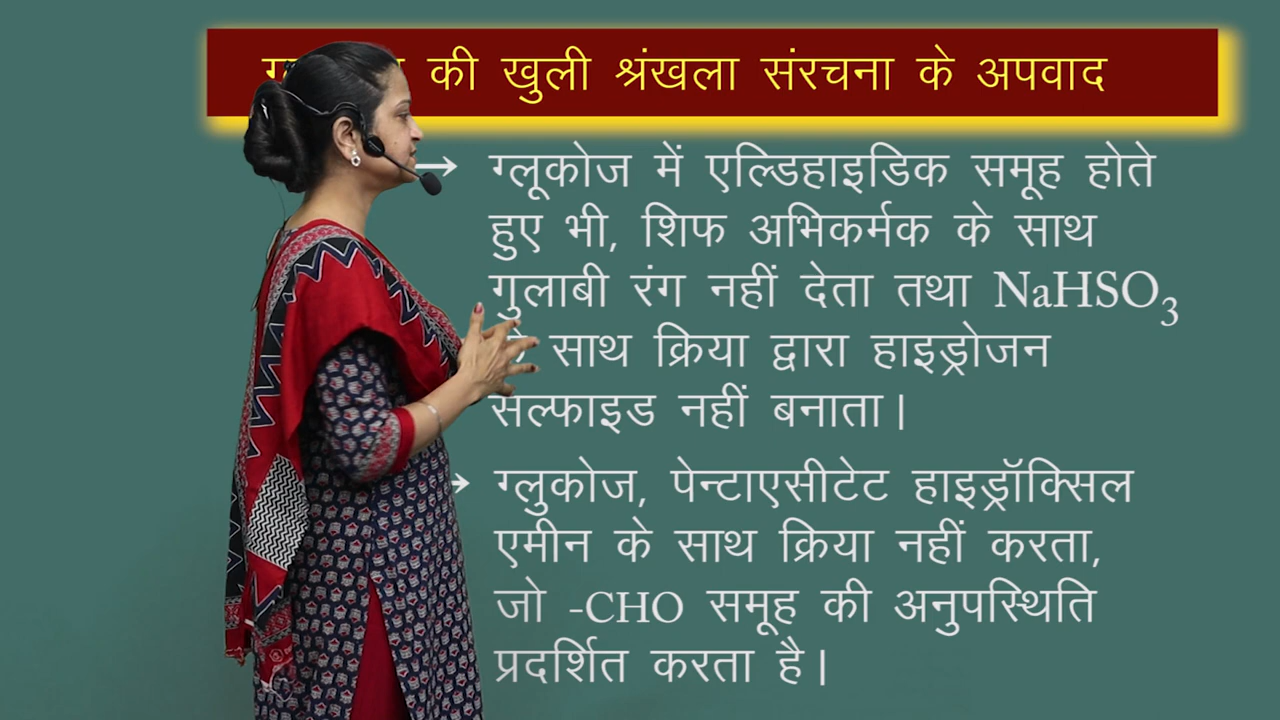 की खुली श्रंखला संरचना के अपवाद
→ ग्लूकोज में एल्डिहाइडिक समूह होते
हुए भी, शिफ अभिकर्मक के साथ
गुलाबी रंग नहीं देता तथा NaHSO₃
साथ क्रिया द्वारा हाइड्रोजन
सल्फाइड नहीं बनाता।
→ ग्लुकोज, पेन्टाएसीटेट हाइड्रॉक्सिल
एमीन के साथ क्रिया नहीं करता,
जो -CHO समूह की अनुपस्थिति
प्रदर्शित करता है।